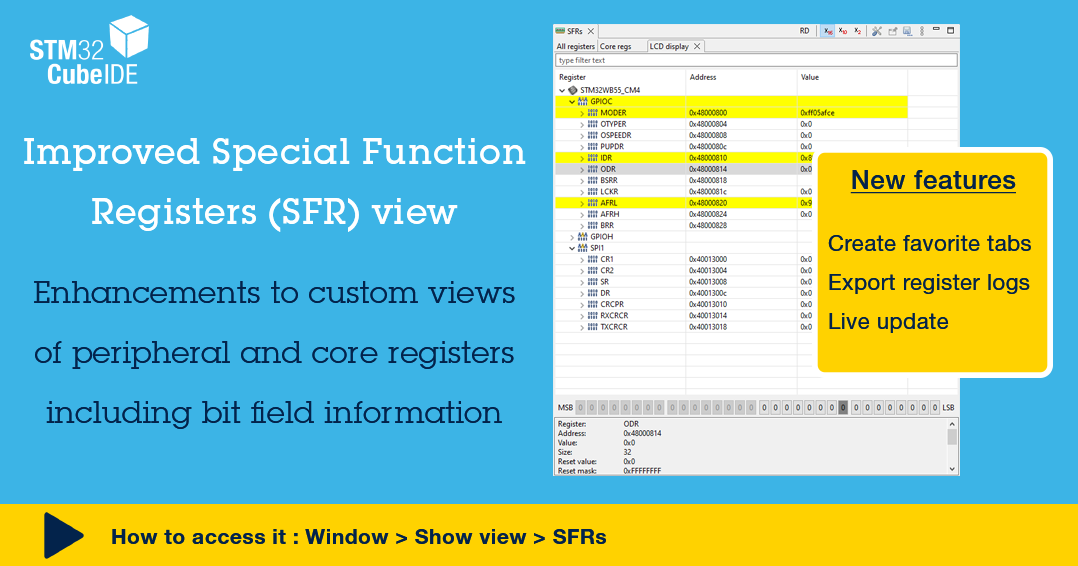 STM32
CubeIDE
Improved Special Function
Registers (SFR) view
Enhancements to custom views
of peripheral and core registers
including bit field information
SFRs
RD X₁₆ X₁₀ X₂
All registers Core regs LCD display
type filter text
Register Address Value
STM32WB55_CM4
GPIOC
MODER 0x48000800 0xff05afce
OTYPER 0x48000804 0x0
OSPEEDR 0x48000808 0x0
PUPDR 0x4800080c 0x0
IDR 0x48000810 0x8
ODR 0x48000814 0x0
BSRR 0x48000818
LCKR 0x4800081c 0x0
AFRL 0x48000820 0x9
AFRH 0x48000824 0x0
BRR 0x48000828
GPIOH
SPI1
CR1 0x40013000 0x0
CR2 0x40013004 0x0
SR 0x40013008 0x0
DR 0x4001300c 0x0
CRCPR 0x40013010 0x0
RXCRCR 0x40013014 0x0
TXCRCR 0x40013018 0x0
New features
Create favorite tabs
Export register logs
Live update
MSB 0 0 0 0 0 0 0 0 0 0 0 0 0 0 0 0 0 0 0 0 0 0 0 0 0 0 0 0 0 0 0 0 LSB
Register: ODR
Address: 0x48000814
Value: 0x0
Size: 32
Reset value: 0x0
Reset mask: 0xFFFFFFFF
How to access it : Window > Show view > SFRs